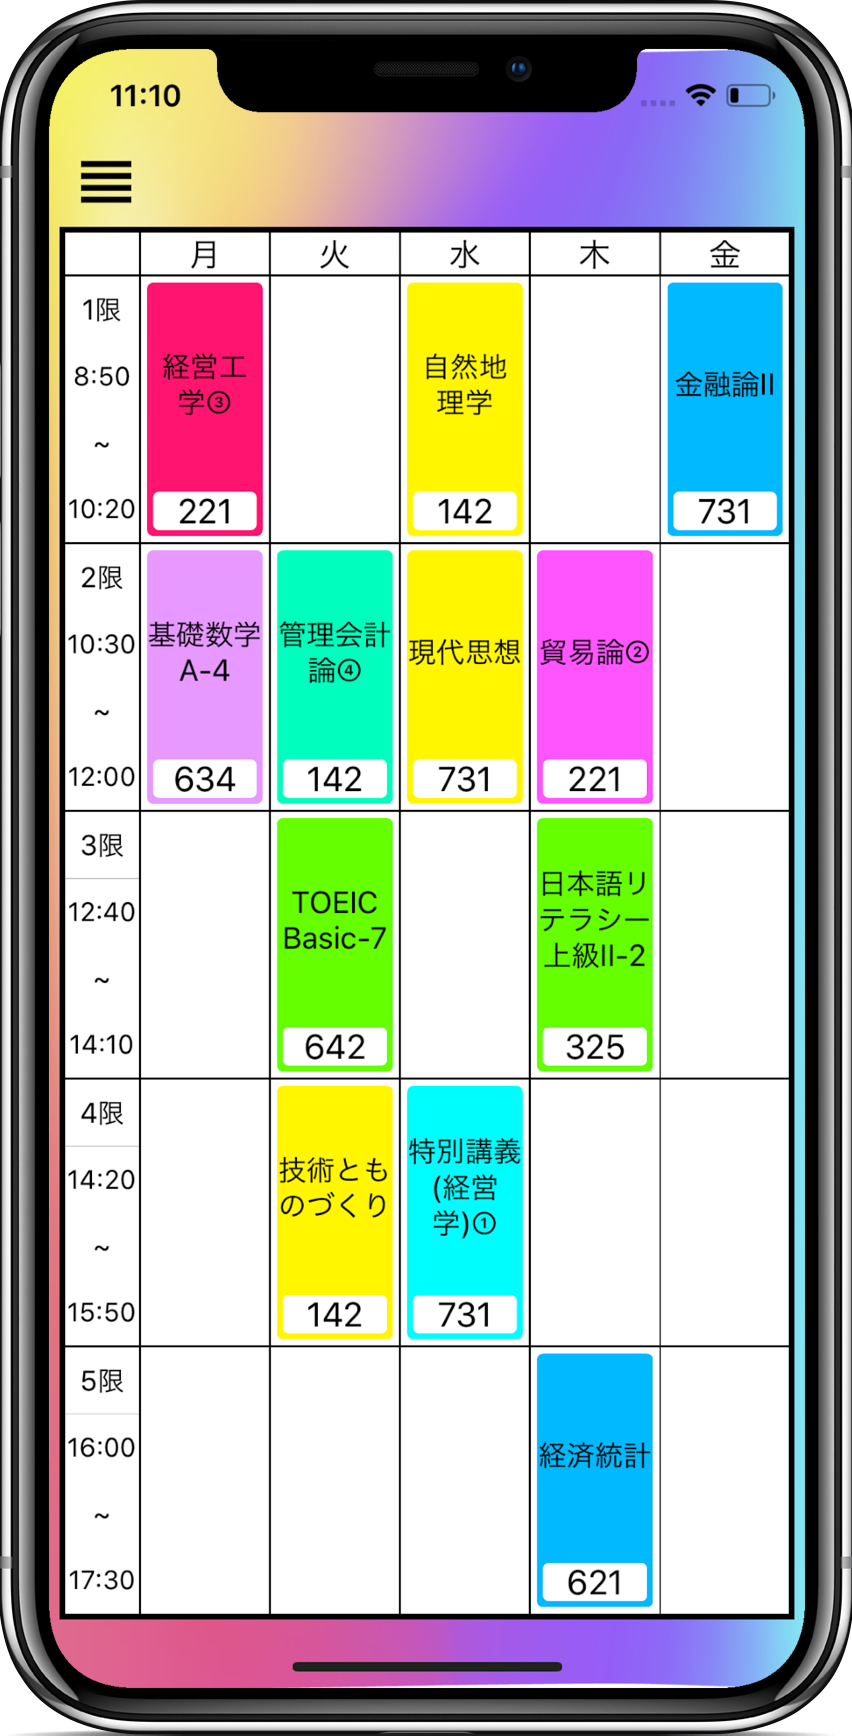 11:10
月 火 水 木 金
1限
8:50
~
10:20
経営工
学③
221
自然地
理学
142
金融論II
731
2限
10:30
~
12:00
基礎数学
A-4
634
管理会計
論④
142
現代思想
731
貿易論②
221
3限
12:40
~
14:10
TOEIC
Basic-7
642
日本語リ
テラシー
上級II-2
325
4限
14:20
~
15:50
技術とも
のづくり
142
特別講義
(経営
学)①
731
5限
16:00
~
17:30
経済統計
621